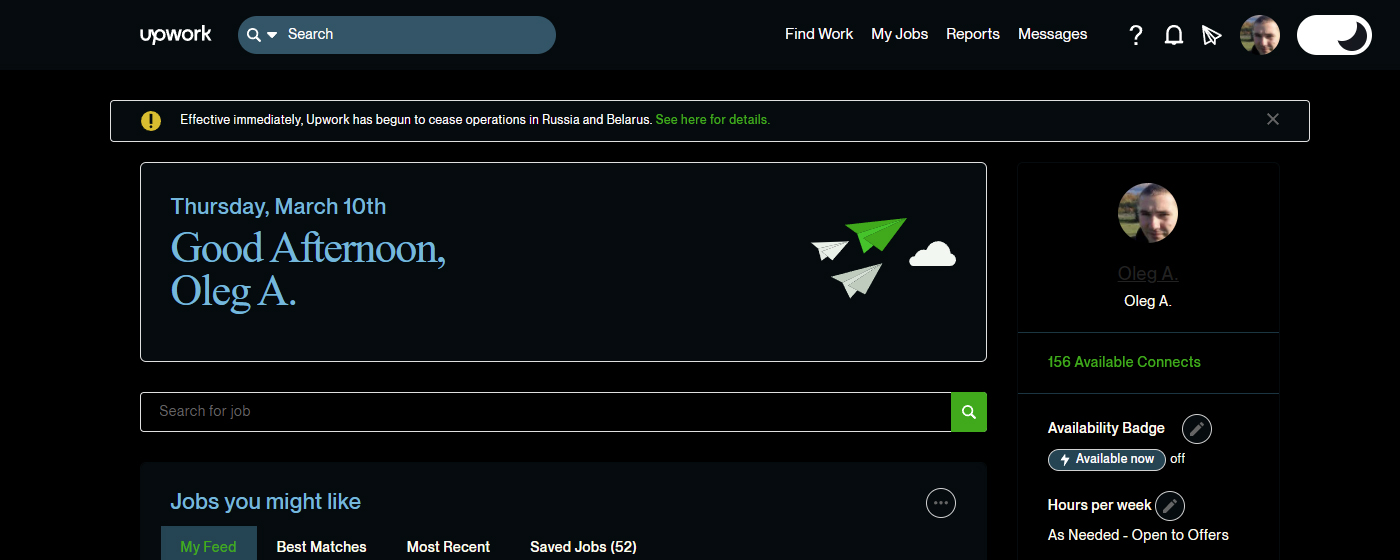 upwork
Search
Find Work
My Jobs
Reports
Messages
Effective immediately, Upwork has begun to cease operations in Russia and Belarus. See here for details.
Thursday, March 10th
Good Afternoon,
Oleg A.
Search for job
Jobs you might like
My Feed
Best Matches
Most Recent
Saved Jobs (52)
Oleg A.
Oleg A.
156 Available Connects
Availability Badge
Available now off
Hours per week
As Needed - Open to Offers